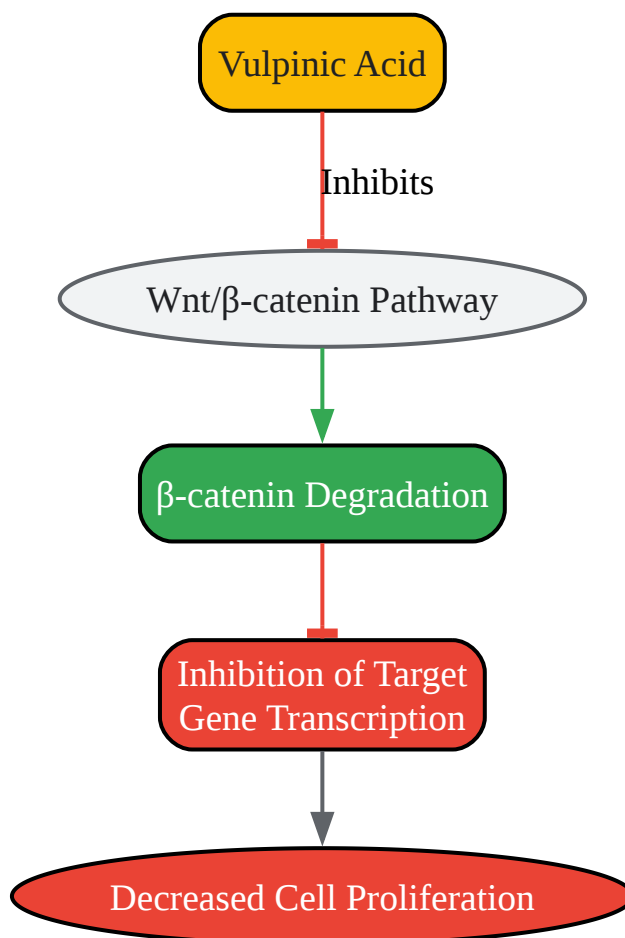 Vulpinic Acid
Inhibits
Wnt/β-catenin Pathway
β-catenin Degradation
Inhibition of Target
Gene Transcription
Decreased Cell Proliferation